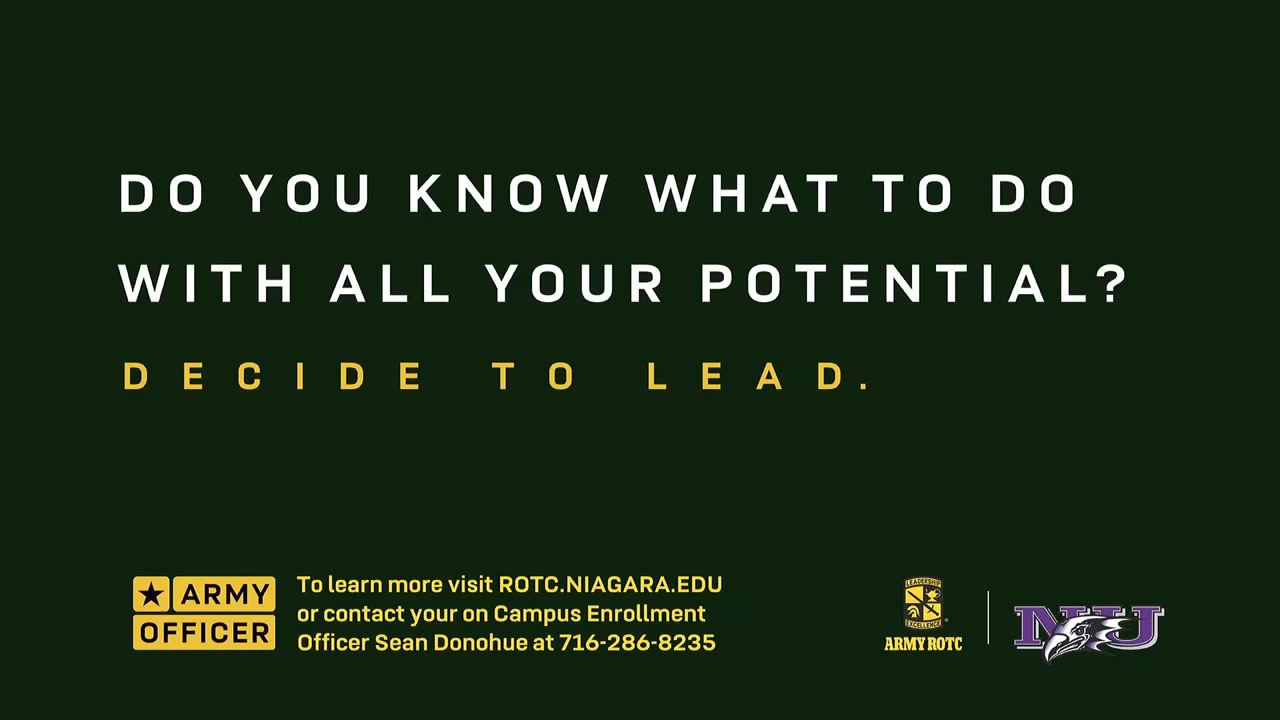 DO YOU KNOW WHAT TO DO
WITH ALL YOUR POTENTIAL?
DECIDE TO LEAD.
ARMY
OFFICER
To learn more visit ROTC.NIAGARA.EDU
or contact your on Campus Enrollment
Officer Sean Donohue at 716-286-8235
LEADERSHIP
EXCELLENCE
ARMY ROTC
NU